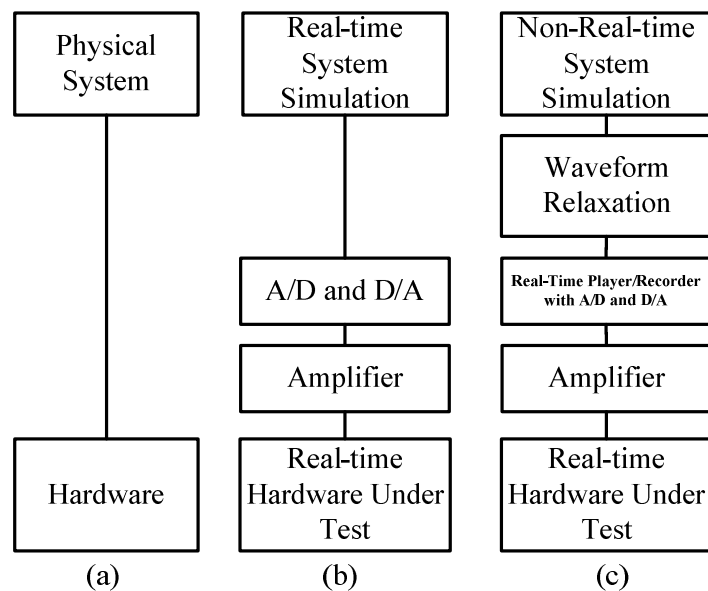 Physical
System
Hardware
(a)
Real-time
System
Simulation
A/D and D/A
Amplifier
Real-time
Hardware Under
Test
(b)
Non-Real-time
System
Simulation
Waveform
Relaxation
Real-Time Player/Recorder
with A/D and D/A
Amplifier
Real-time
Hardware Under
Test
(c)